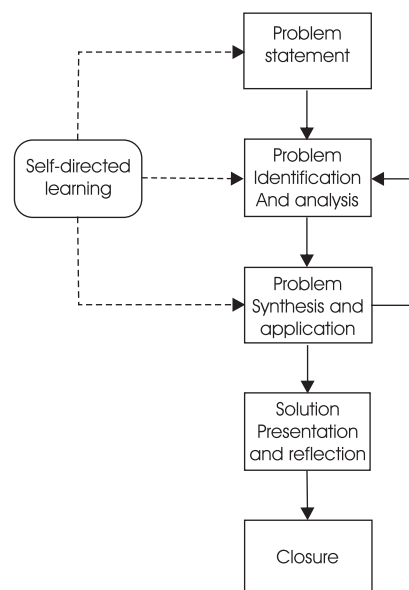 Problem
statement
Self-directed
learning
Problem
Identification
And analysis
Problem
Synthesis and
application
Solution
Presentation
and reflection
Closure